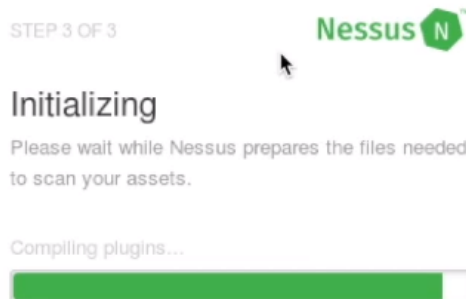 STEP 3 OF 3
Nessus N
Initializing
Please wait while Nessus prepares the files needed
to scan your assets.
Compiling plugins...